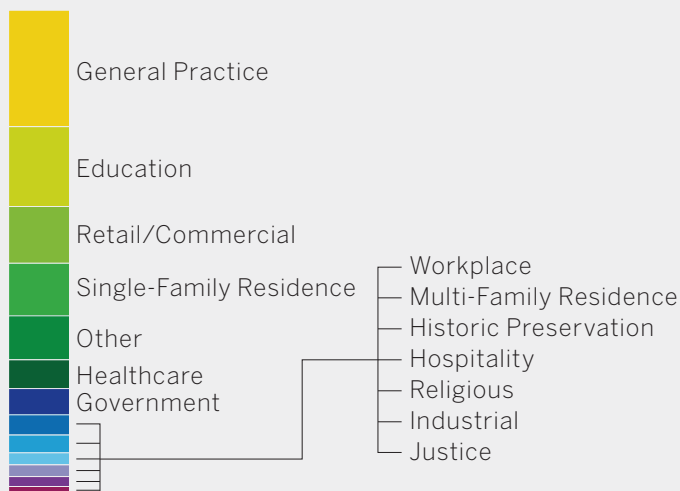 General Practice
Education
Retail/Commercial
Single-Family Residence
Other
Healthcare
Government
Workplace
Multi-Family Residence
Historic Preservation
Hospitality
Religious
Industrial
Justice